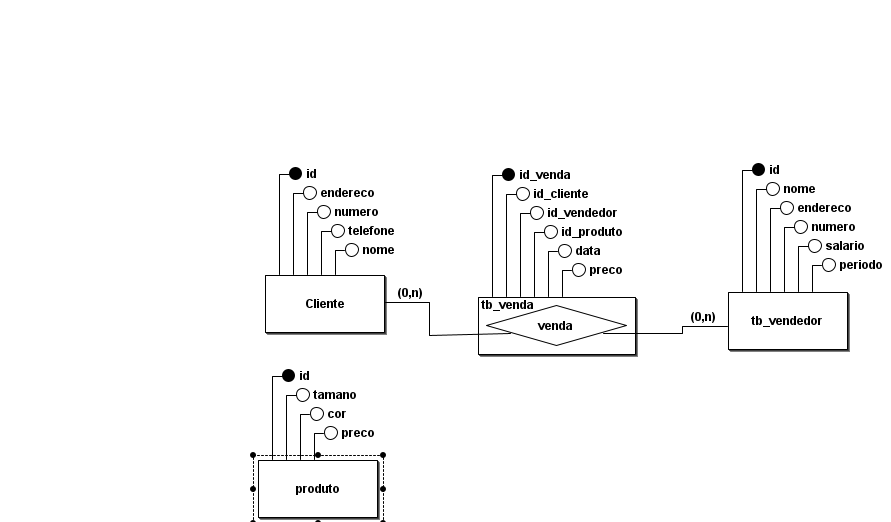 id
endereco
numero
telefone
nome
Cliente
(0,n)
id_venda
id_cliente
id_vendedor
id_produto
data
preco
tb_venda
venda
(0,n)
id
nome
endereco
numero
salario
periodo
tb_vendedor
id
tamano
cor
preco
produto